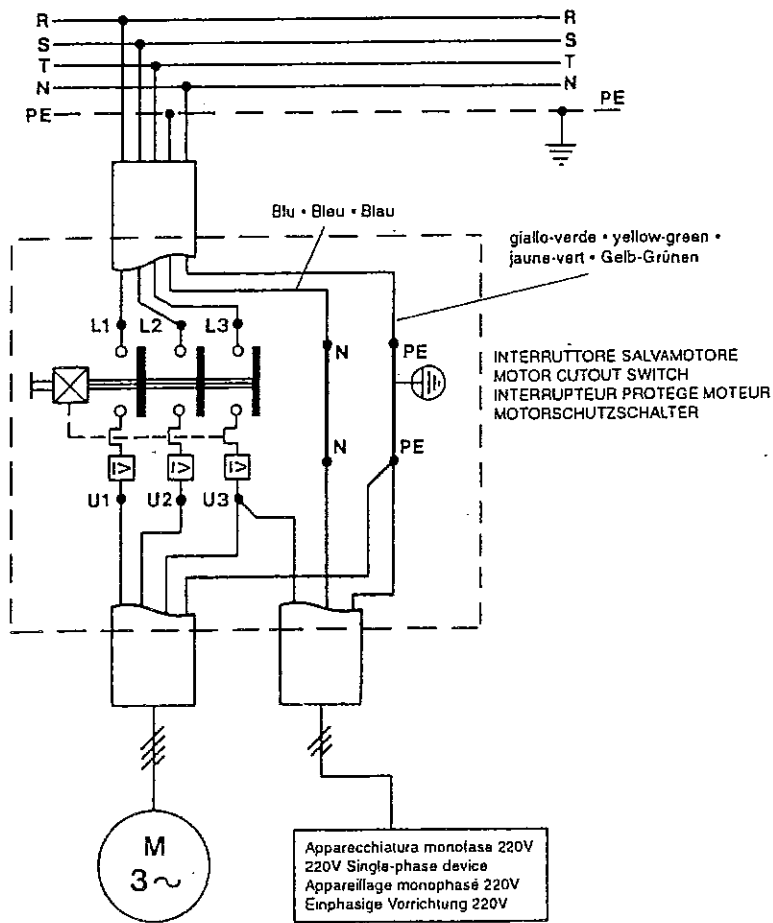 R R
S S
T T
N N
PE PE
Blu • Bleu • Blau
giallo-verde • yellow-green •
jaune-vert • Gelb-Grünen
L1 L2 L3
N PE
INTERRUTTORE SALVAMOTORE
MOTOR CUTOUT SWITCH
INTERRUPTEUR PROTEGE MOTEUR
MOTORSCHUTZSCHALTER
N PE
I> I> I>
U1 U2 U3
M
3~
Apparecchiatura monofase 220V
220V Single-phase device
Appareillage monophasé 220V
Einphasige Vorrichtung 220V